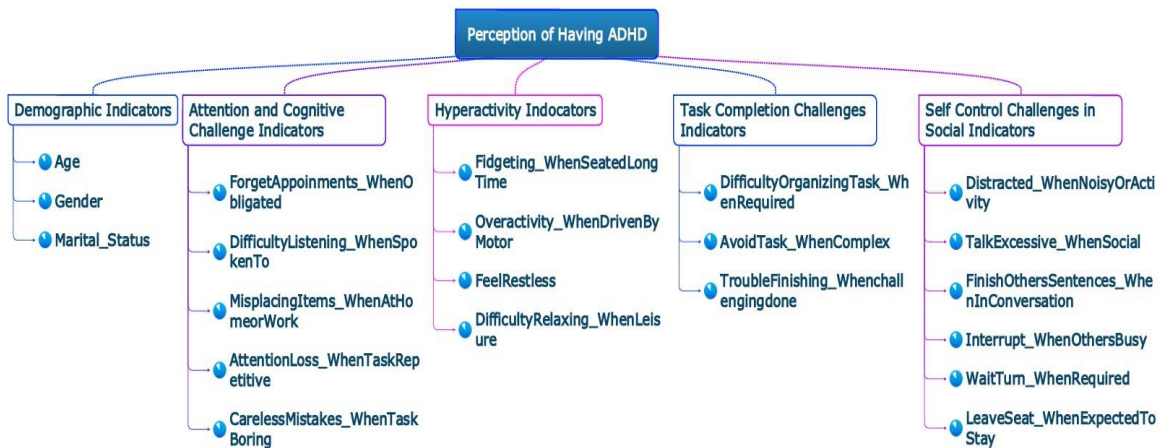 Perception of Having ADHD
Demographic Indicators
Age
Gender
Marital_Status
Attention and Cognitive
Challenge Indicators
ForgetAppoinments_WhenO
bligated
DifficultyListening_WhenSpo
kenTo
MisplacingItems_WhenAtHo
meorWork
AttentionLoss_WhenTaskRep
etitive
CarelessMistakes_WhenTask
Boring
Hyperactivity Indocators
Fidgeting_WhenSeatedLong
Time
Overactivity_WhenDrivenBy
Motor
FeelRestless
DifficultyRelaxing_WhenLeis
ure
Task Completion Challenges
Indicators
DifficultyOrganizingTask_Wh
enRequired
AvoidTask_WhenComplex
TroubleFinishing_Whenchall
engingdone
Self Control Challenges in
Social Indicators
Distracted_WhenNoisyOrActi
vity
TalkExcessive_WhenSocial
FinishOthersSentences_Whe
nInConversation
Interrupt_WhenOthersBusy
WaitTurn_WhenRequired
LeaveSeat_WhenExpectedTo
Stay